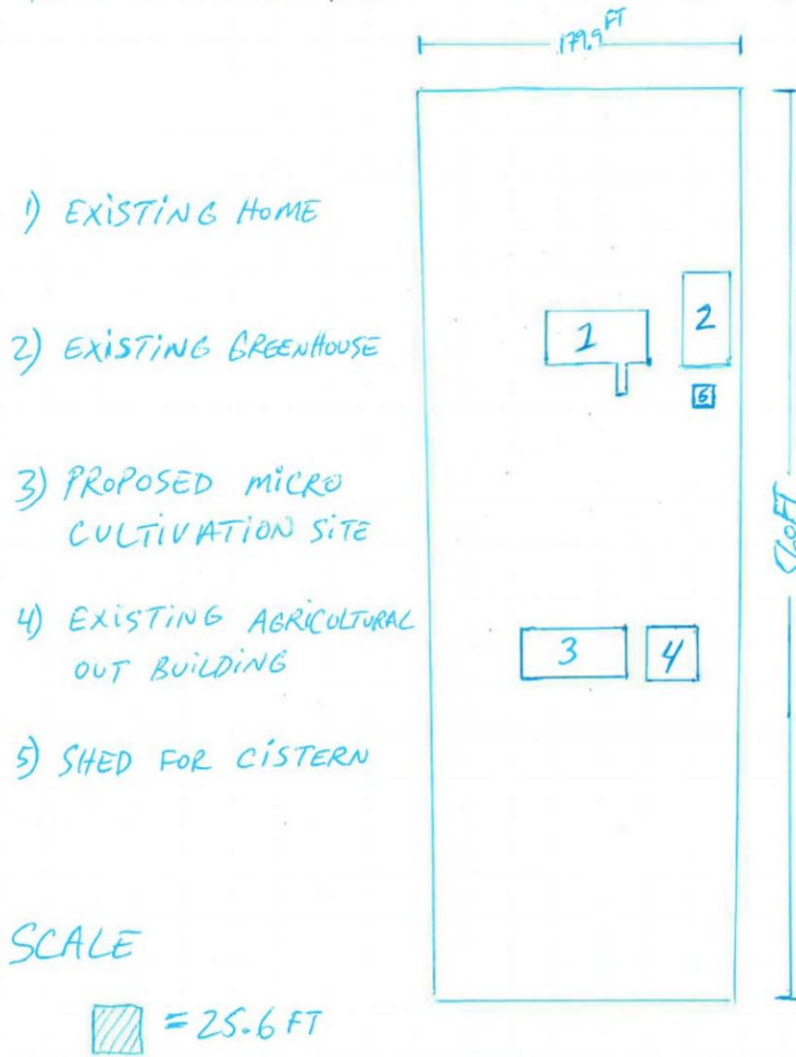 179.9 FT
1) EXISTING HOME
2) EXISTING GREENHOUSE
1
2
5
3) PROPOSED MICRO
CULTIVATION SITE
560FT
4) EXISTING AGRICULTURAL
OUT BUILDING
3
4
5) SHED FOR CISTERN
SCALE
= 25.6 FT